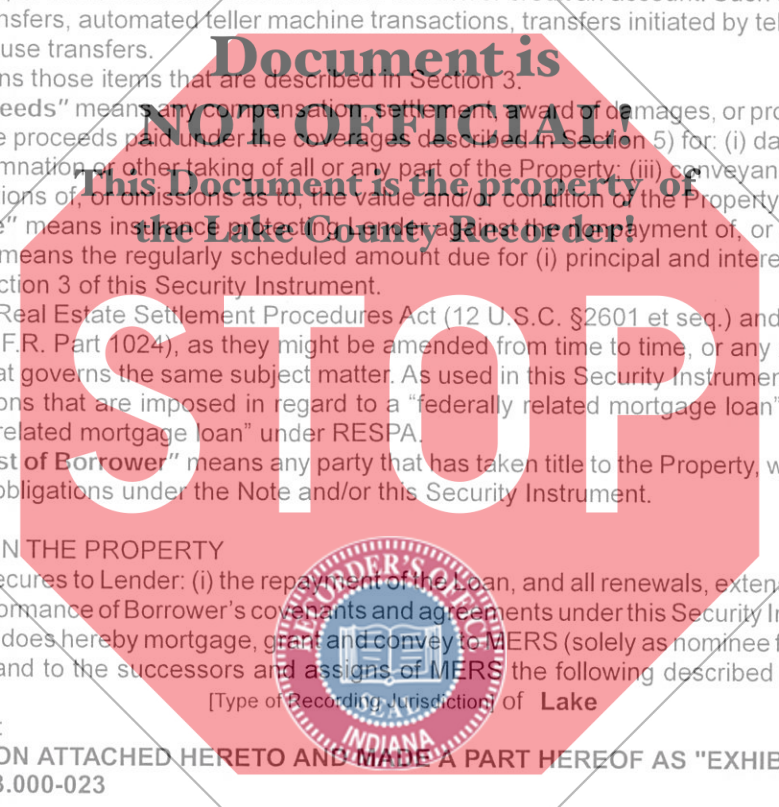 nsfers, automated teller machine transactions, transfers initiated by tel
use transfers.
Document is
ns those items that are described in Section 3.
eeds” means any compensation, settlement, award of damages, or pro
NOT OFFICIAL!
e proceeds paid under the coverages described in Section 5) for: (i) da
mnation or other taking of all or any part of the Property; (iii) conveyan
This Document is the property of
ions of, or omissions as to, the value and/or condition of the Property
e” means insurance protecting Lender against the nonpayment of, or
the Lake County Recorder!
means the regularly scheduled amount due for (i) principal and intere
ction 3 of this Security Instrument.
Real Estate Settlement Procedures Act (12 U.S.C. §2601 et seq.) and
F.R. Part 1024), as they might be amended from time to time, or any
at governs the same subject matter. As used in this Security Instrumen
ons that are imposed in regard to a “federally related mortgage loan”
related mortgage loan” under RESPA.
STOP
st of Borrower” means any party that has taken title to the Property, w
obligations under the Note and/or this Security Instrument.
N THE PROPERTY
ecures to Lender: (i) the repayment of the Loan, and all renewals, exten
ormance of Borrower’s covenants and agreements under this Security In
does hereby mortgage, grant and convey to MERS (solely as nominee f
and to the successors and assigns of MERS the following described
[Type of Recording Jurisdiction] of Lake
RECORDER'S OFFICE
SEAL
INDIANA
:
ON ATTACHED HERETO AND MADE A PART HEREOF AS "EXHIB
3.000-023